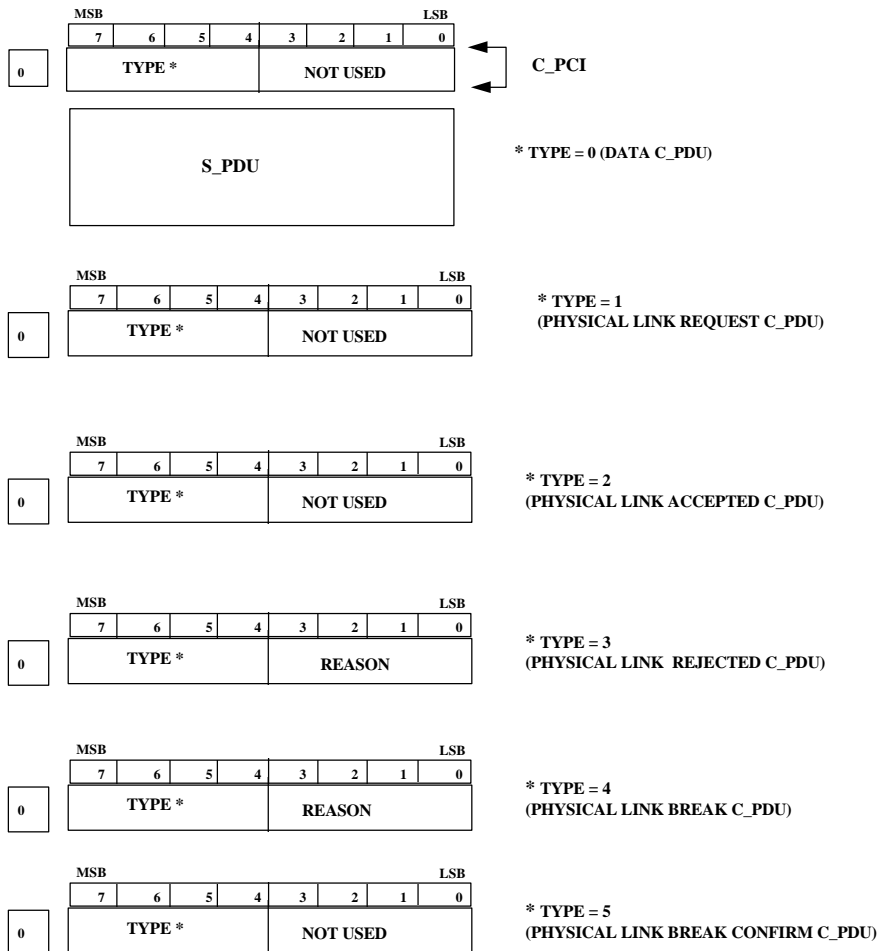 MSB LSB
7 6 5 4 3 2 1 0
0 TYPE * NOT USED C_PCI
S_PDU * TYPE = 0 (DATA C_PDU)
MSB LSB
7 6 5 4 3 2 1 0
* TYPE = 1
(PHYSICAL LINK REQUEST C_PDU)
0 TYPE * NOT USED
MSB LSB
7 6 5 4 3 2 1 0
* TYPE = 2
(PHYSICAL LINK ACCEPTED C_PDU)
0 TYPE * NOT USED
MSB LSB
7 6 5 4 3 2 1 0
* TYPE = 3
(PHYSICAL LINK REJECTED C_PDU)
0 TYPE * REASON
MSB LSB
7 6 5 4 3 2 1 0
* TYPE = 4
(PHYSICAL LINK BREAK C_PDU)
0 TYPE * REASON
MSB LSB
7 6 5 4 3 2 1 0
* TYPE = 5
(PHYSICAL LINK BREAK CONFIRM C_PDU)
0 TYPE * NOT USED